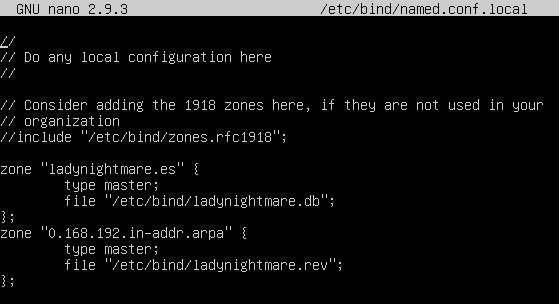 GNU nano 2.9.3 /etc/bind/named.conf.local
//
// Do any local configuration here
//
// Consider adding the 1918 zones here, if they are not used in your
// organization
//include "/etc/bind/zones.rfc1918";
zone "ladynightmare.es" {
type master;
file "/etc/bind/ladynightmare.db";
};
zone "0.168.192.in-addr.arpa" {
type master;
file "/etc/bind/ladynightmare.rev";
};